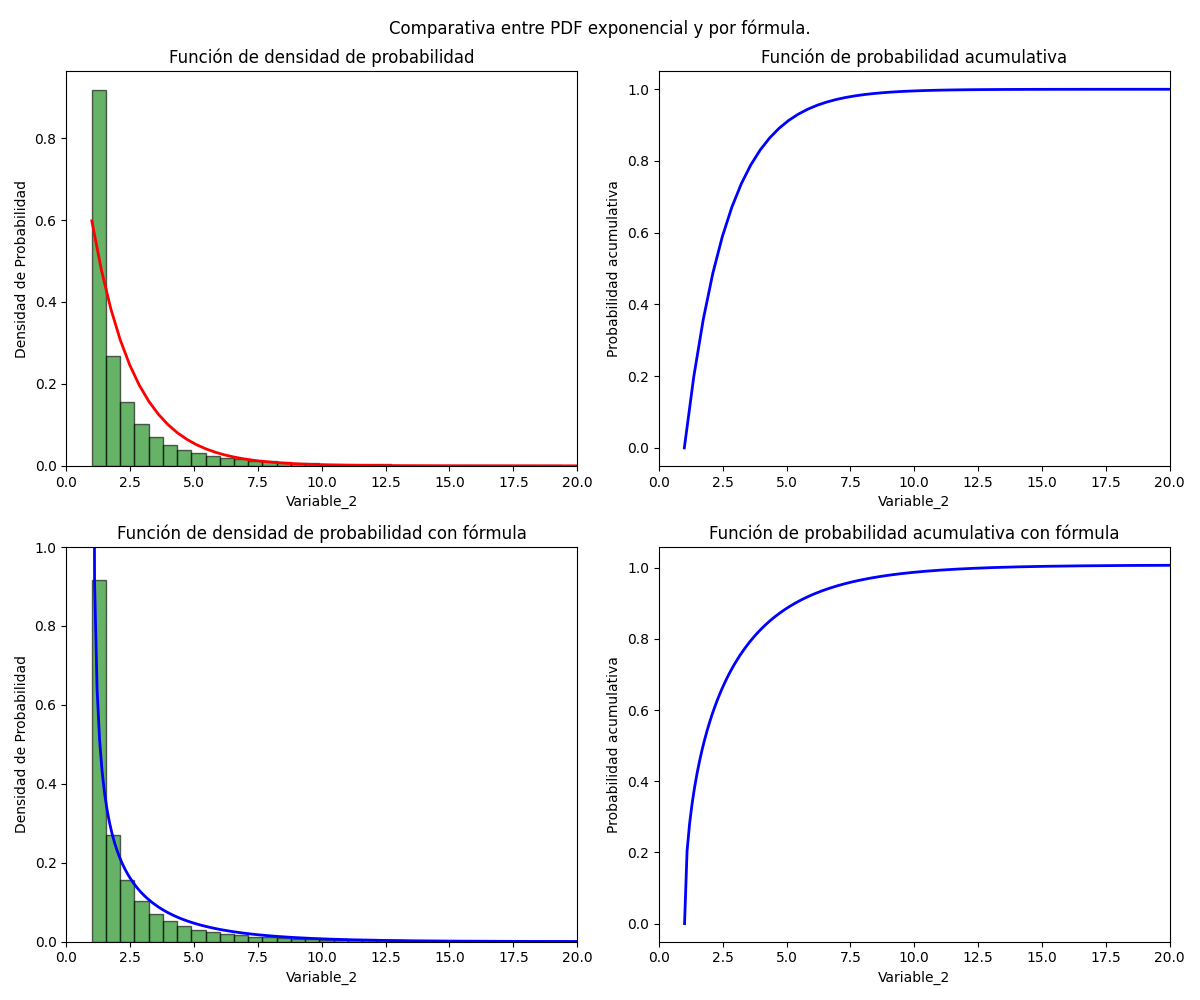 Comparativa entre PDF exponencial y por fórmula.
Función de densidad de probabilidad
Densidad de Probabilidad
0.8
0.6
0.4
0.2
0.0
0.0 2.5 5.0 7.5 10.0 12.5 15.0 17.5 20.0
Variable_2
Función de probabilidad acumulativa
Probabilidad acumulativa
1.0
0.8
0.6
0.4
0.2
0.0
0.0 2.5 5.0 7.5 10.0 12.5 15.0 17.5 20.0
Variable_2
Función de densidad de probabilidad con fórmula
Densidad de Probabilidad
1.0
0.8
0.6
0.4
0.2
0.0
0.0 2.5 5.0 7.5 10.0 12.5 15.0 17.5 20.0
Variable_2
Función de probabilidad acumulativa con fórmula
Probabilidad acumulativa
1.0
0.8
0.6
0.4
0.2
0.0
0.0 2.5 5.0 7.5 10.0 12.5 15.0 17.5 20.0
Variable_2